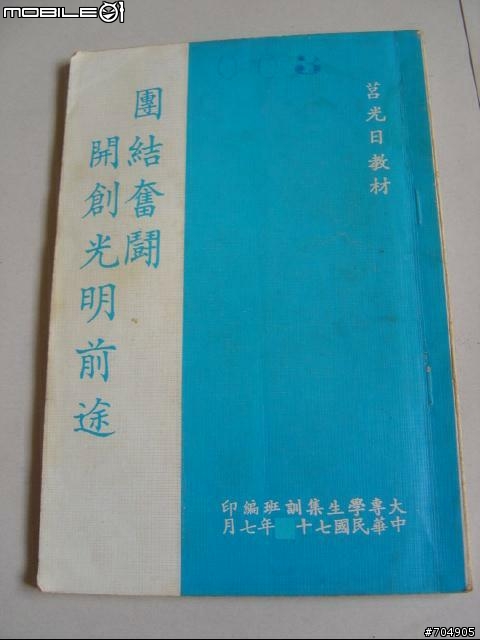 MOBILE01
莒光日教材
團結奮鬪
開創光明前途
大專學生集訓班編印
中華民國七十 年七月
#704905